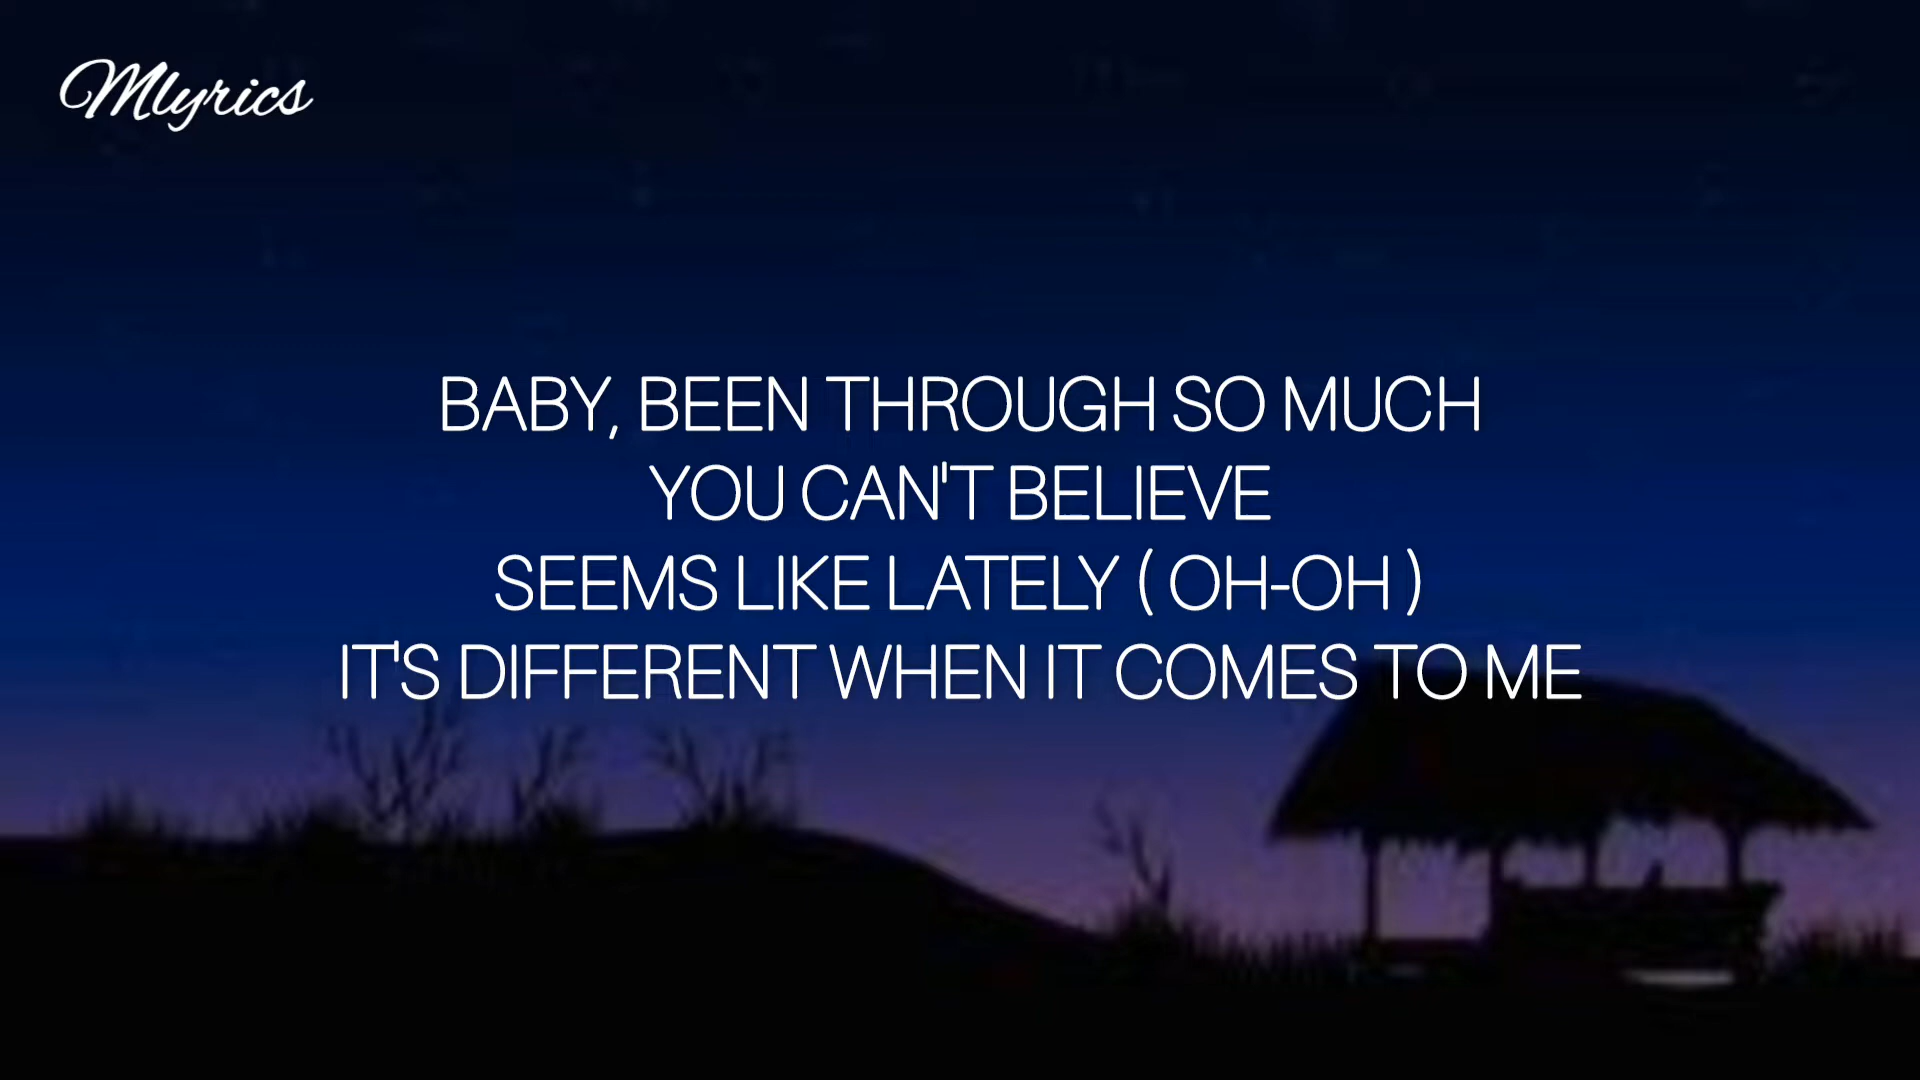 Mlyrics
BABY, BEEN THROUGH SO MUCH
YOU CAN'T BELIEVE
SEEMS LIKE LATELY ( OH-OH )
IT'S DIFFERENT WHEN IT COMES TO ME